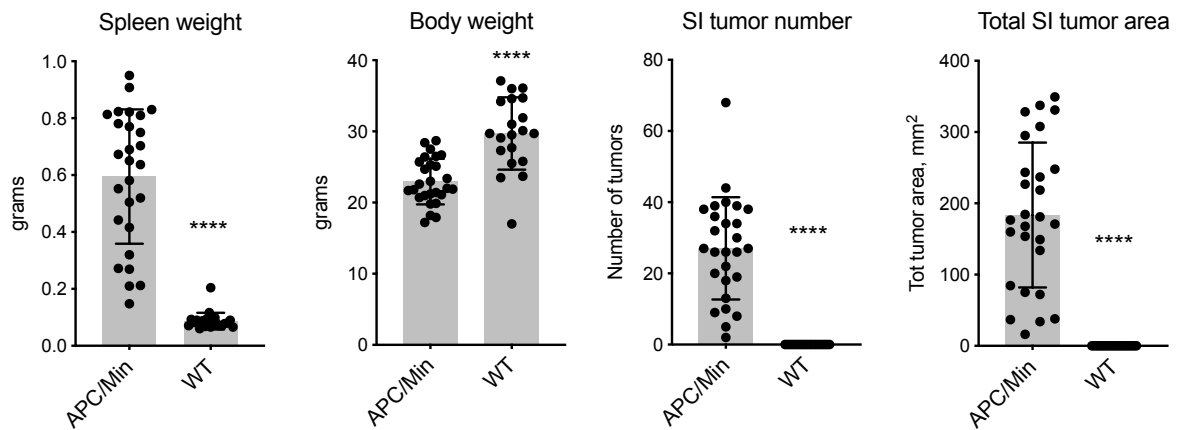 Spleen weight
grams
1.0
0.8
0.6
0.4
0.2
0.0
****
APC/Min
WT
Body weight
grams
40
30
20
10
0
****
APC/Min
WT
SI tumor number
Number of tumors
80
60
40
20
0
****
APC/Min
WT
Total SI tumor area
Tot tumor area, mm²
400
300
200
100
0
****
APC/Min
WT